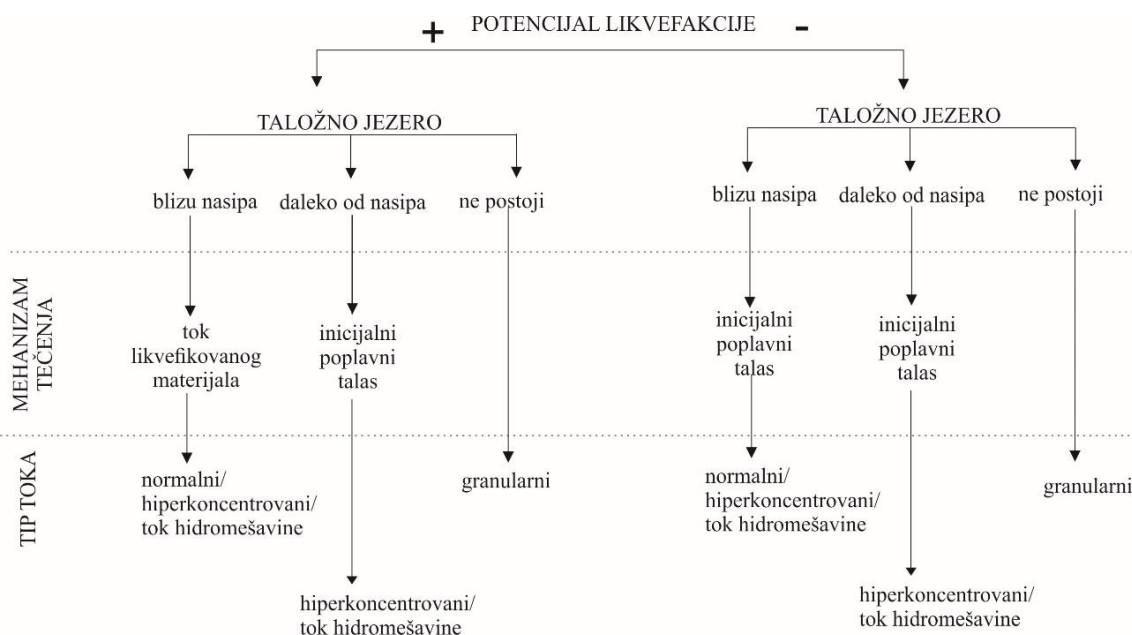 + POTENCIJAL LIKVEFAKCIJE -
TALOŽNO JEZERO
TALOŽNO JEZERO
blizu nasipa
daleko od nasipa
ne postoji
blizu nasipa
daleko od nasipa
ne postoji
MEHANIZAM
TEČENJA
tok
likvefikovanog
materijala
inicijalni
poplavni
talas
inicijalni
poplavni
talas
inicijalni
poplavni
talas
TIP TOKA
normalni/
hiperkoncentrovani/
tok hidromešavine
granularni
normalni/
hiperkoncentrovani/
tok hidromešavine
granularni
hiperkoncentrovani/
tok hidromešavine
hiperkoncentrovani/
tok hidromešavine